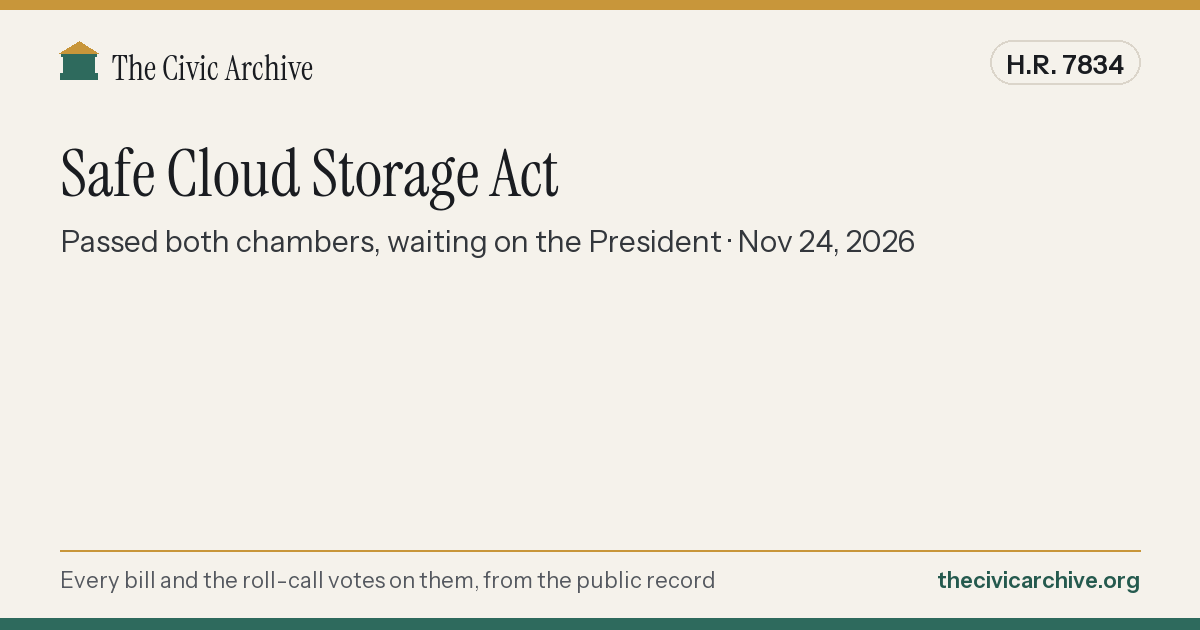 The Civic Archive
H.R. 7834
Safe Cloud Storage Act
Passed both chambers, waiting on the President · Nov 24, 2026
Every bill and the roll-call votes on them, from the public record
thecivicarchive.org